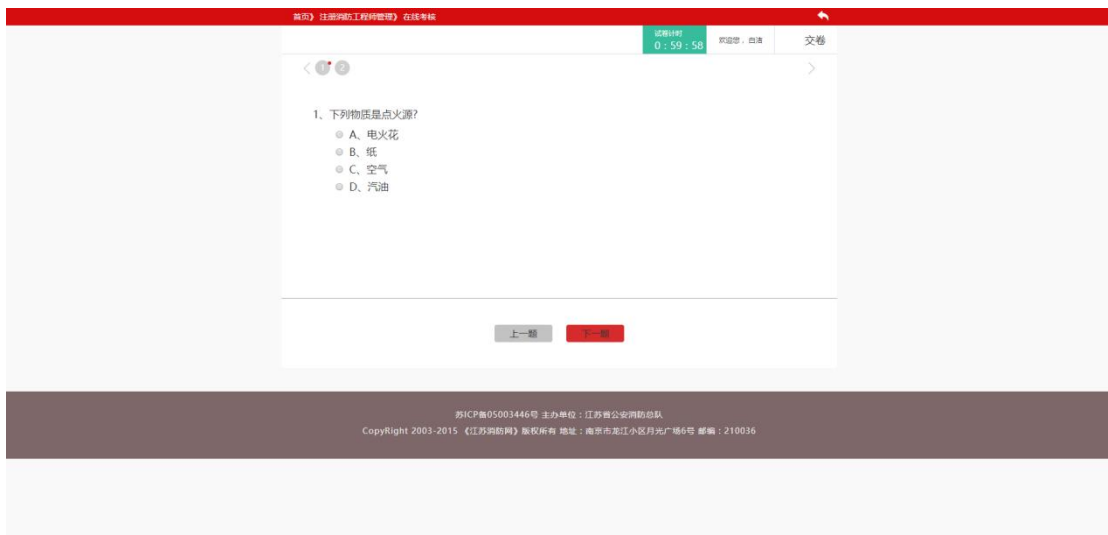 首页》 注册消防工程师管理》 在线考核
试卷计时
0 : 59 : 58
欢迎您，白洁
交卷
1 2
1、下列物质是点火源?
A、电火花
B、纸
C、空气
D、汽油
上一题 下一题
苏ICP备05003446号 主办单位：江苏省公安消防总队
CopyRight 2003-2015 《江苏消防网》版权所有 地址：南京市龙江小区月光广场6号 邮编：210036